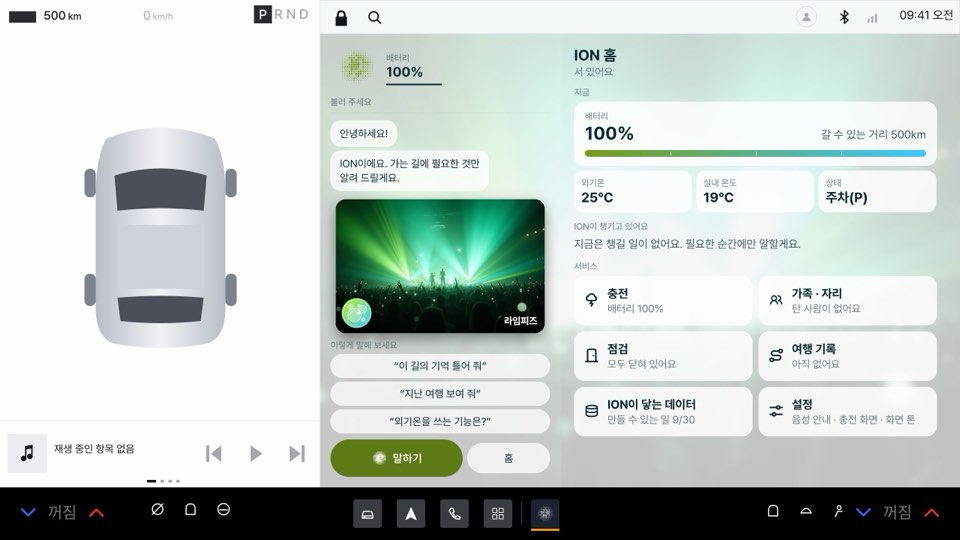 500 km
0 km/h
P R N D
09:41 오전
배터리
100%
불러 주세요
안녕하세요!
ION이에요. 가는 길에 필요한 것만
알려 드릴게요.
라임피즈
이렇게 말해 보세요
“이 길의 기억 틀어 줘”
“지난 여행 보여 줘”
“외기온을 쓰는 기능은?”
말하기
홈
ION 홈
서 있어요
지금
배터리
100%
갈 수 있는 거리 500km
외기온
25°C
실내 온도
19°C
상태
주차(P)
ION이 챙기고 있어요
지금은 챙길 일이 없어요. 필요한 순간에만 말할게요.
서비스
충전
배터리 100%
가족 · 자리
탄 사람이 없어요
점검
모두 닫혀 있어요
여행 기록
아직 없어요
ION이 닿는 데이터
만들 수 있는 일 9/30
설정
음성 안내 · 충전 화면 · 화면 톤
재생 중인 항목 없음
꺼짐
꺼짐